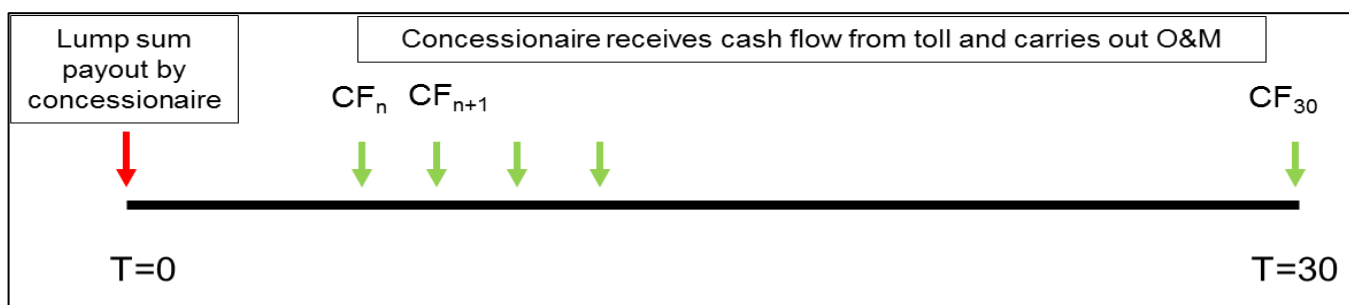 Lump sum
payout by
concessionaire
Concessionaire receives cash flow from toll and carries out O&M
CFn CFn+1 CF30
T=0 T=30